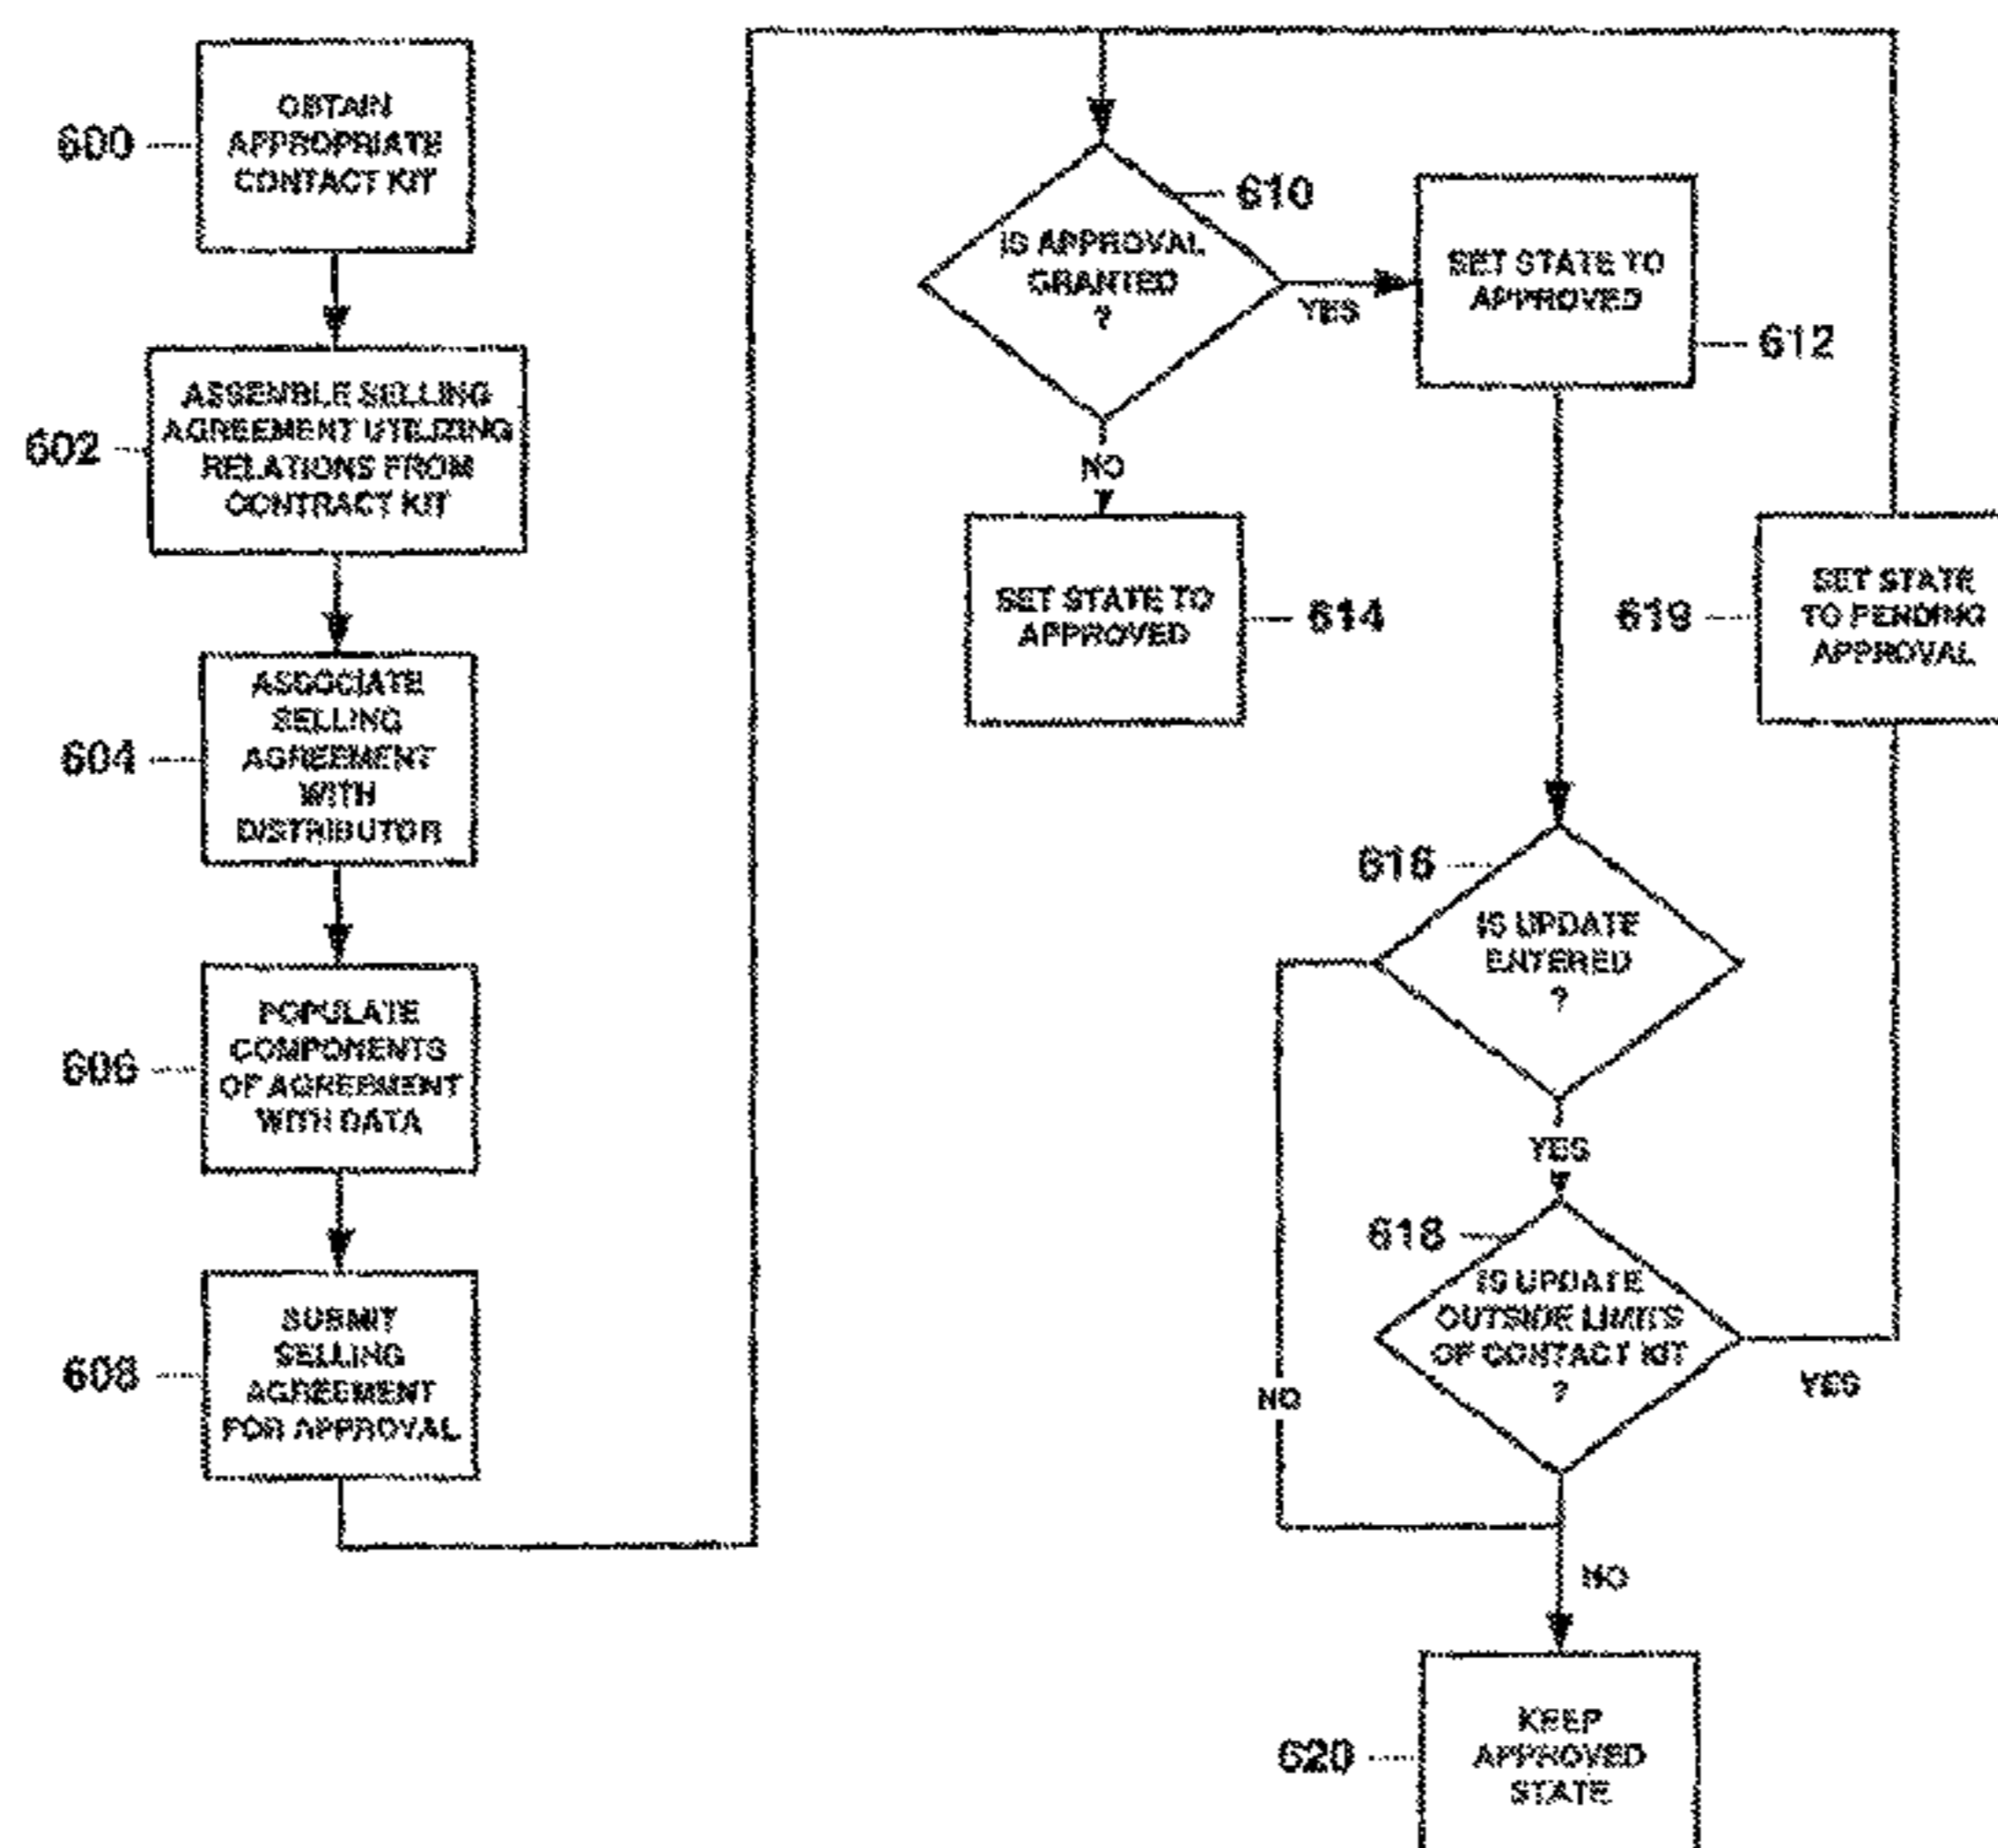 600
OBTAIN
APPROPRIATE
CONTACT KIT
602
ASSEMBLE SELLING
AGREEMENT UTILIZING
RELATIONS FROM
CONTRACT KIT
604
ASSOCIATE
SELLING
AGREEMENT
WITH
DISTRIBUTOR
606
POPULATE
COMPONENTS
OF AGREEMENT
WITH DATA
608
SUBMIT
SELLING
AGREEMENT
FOR APPROVAL
610
IS APPROVAL
GRANTED
?
YES
NO
SET STATE TO
APPROVED
612
SET STATE TO
APPROVED
614
616
IS UPDATE
ENTERED
?
NO
YES
618
IS UPDATE
OUTSIDE LIMITS
OF CONTACT KIT
?
YES
NO
619
SET STATE
TO PENDING
APPROVAL
620
KEEP
APPROVED
STATE